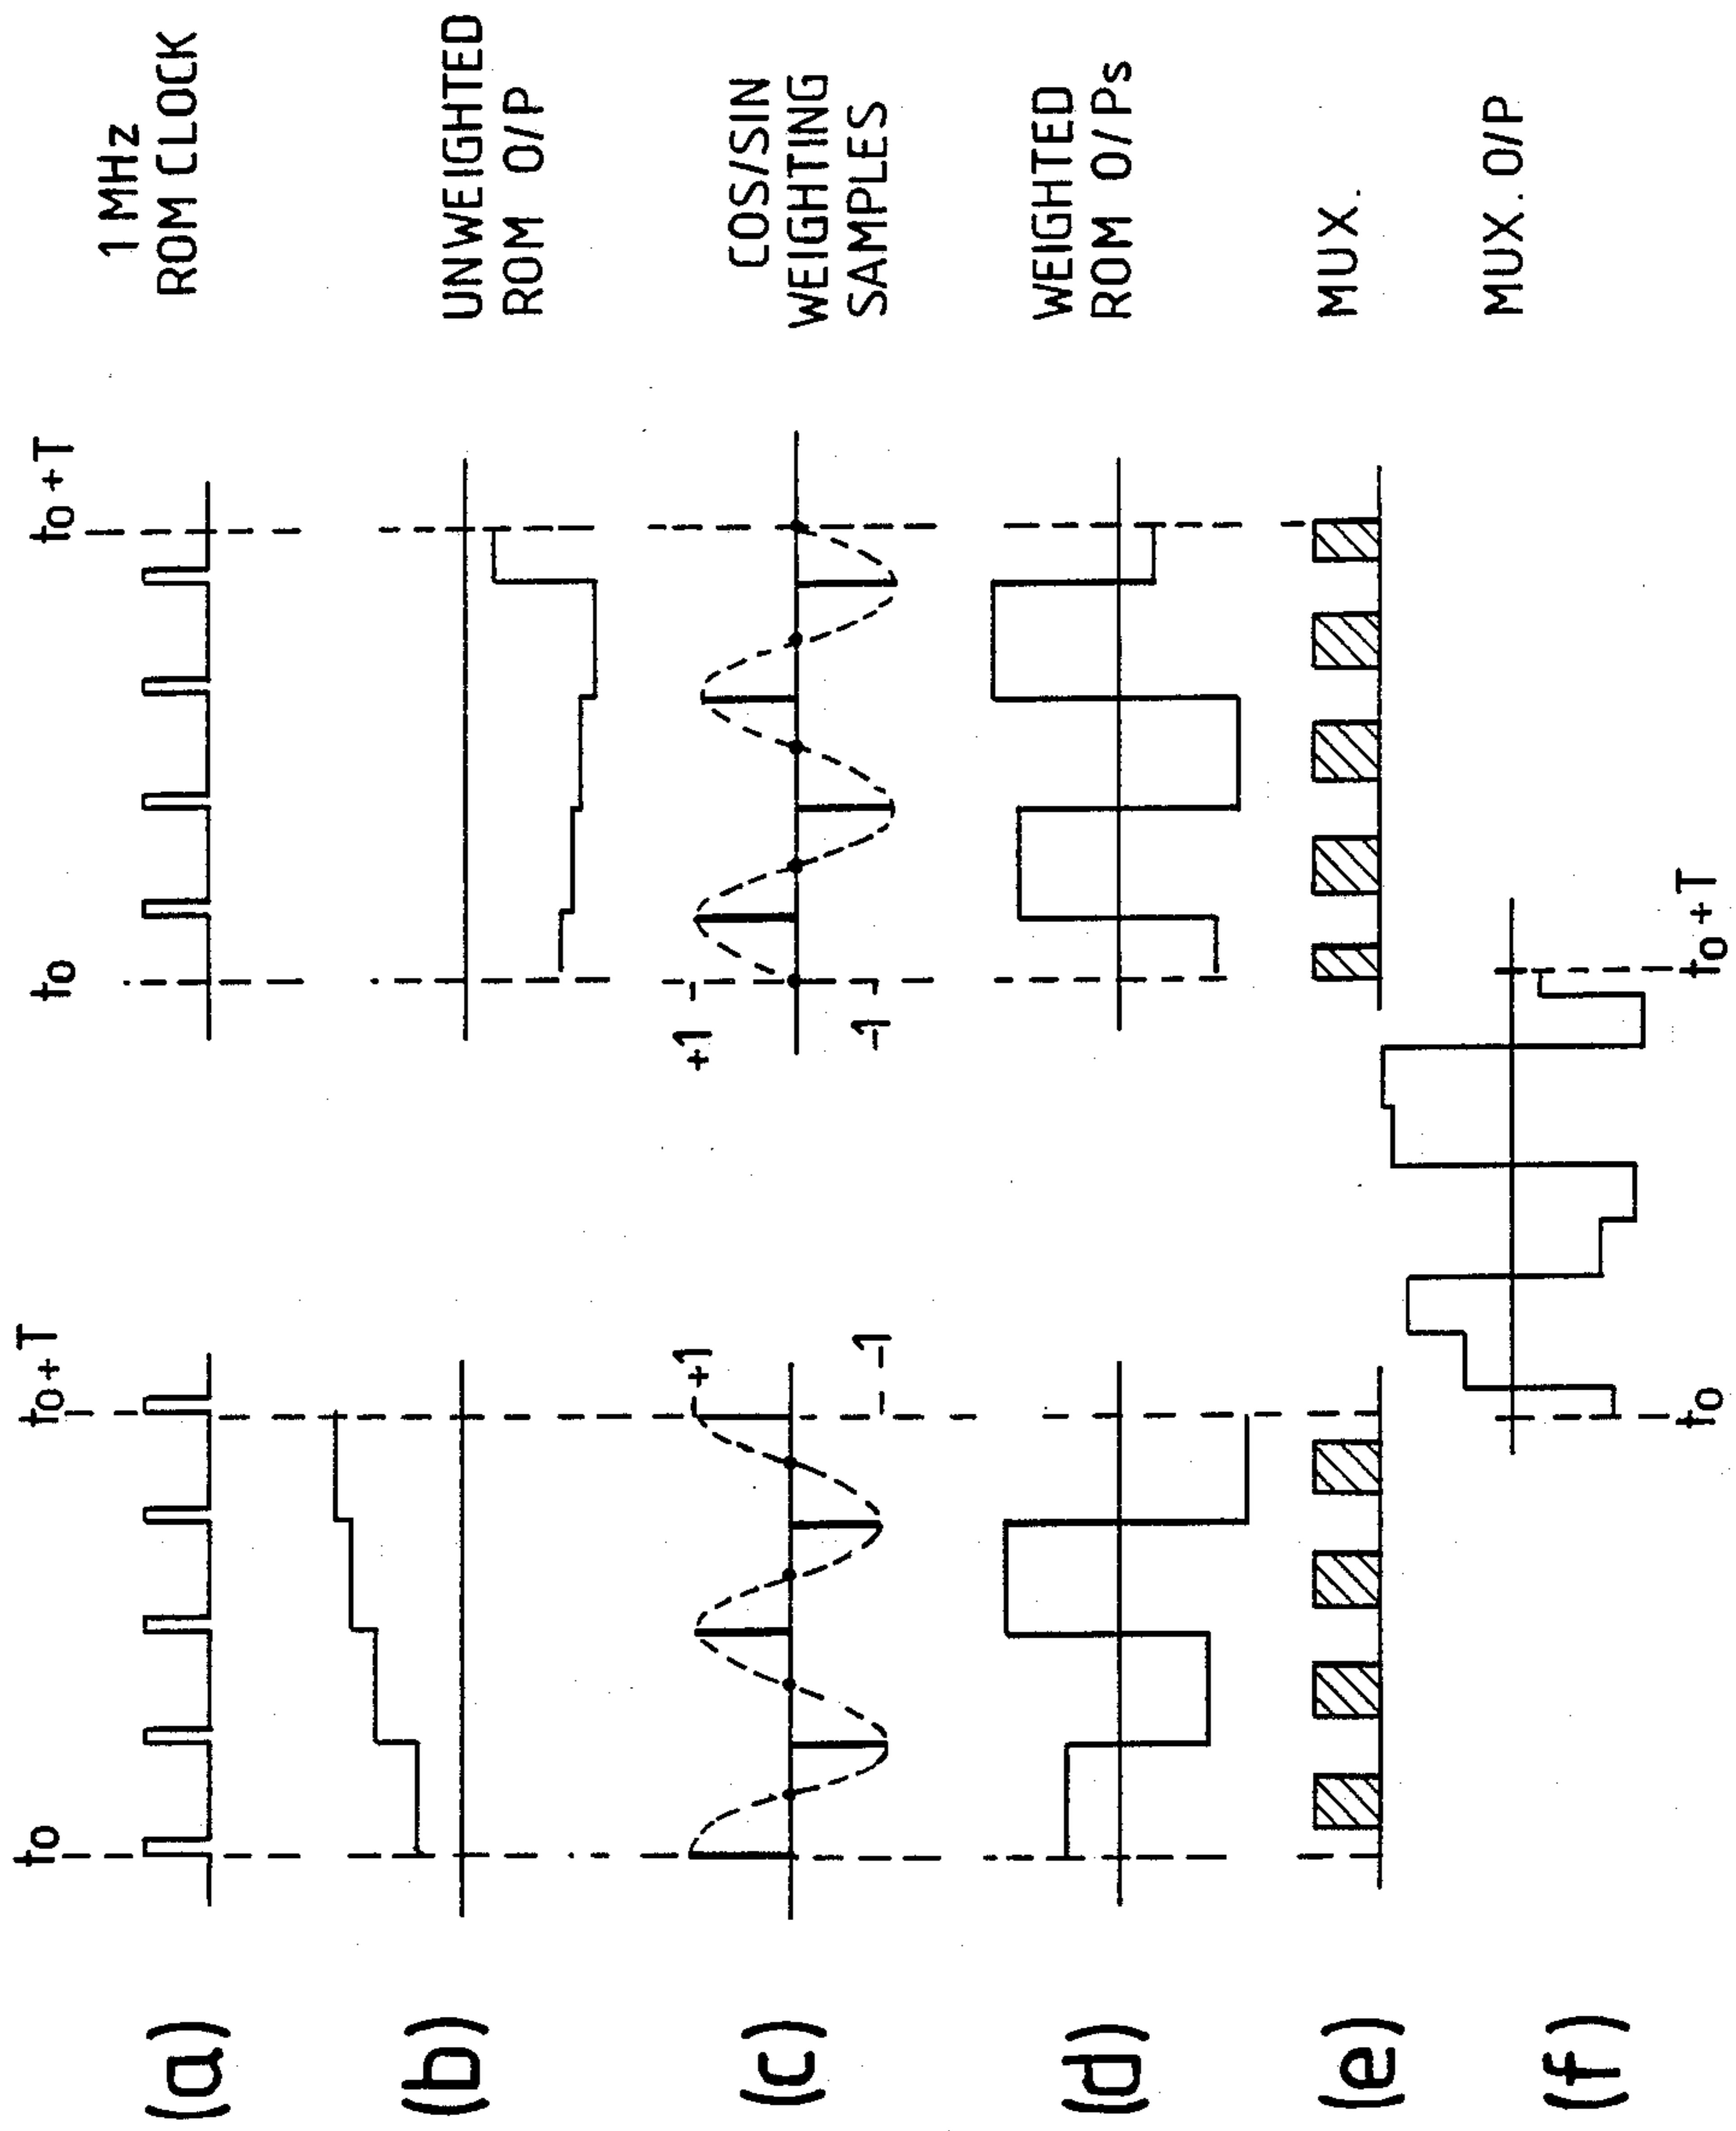 (a)
t0
t0+T
t0
t0+T
1 MHz
ROM CLOCK
(b)
UNWEIGHTED
ROM O/P
(c)
+1
-1
+1
-1
COS/SIN
WEIGHTING
SAMPLES
(d)
WEIGHTED
ROM O/Ps
(e)
MUX.
(f)
t0
t0+T
MUX. O/P